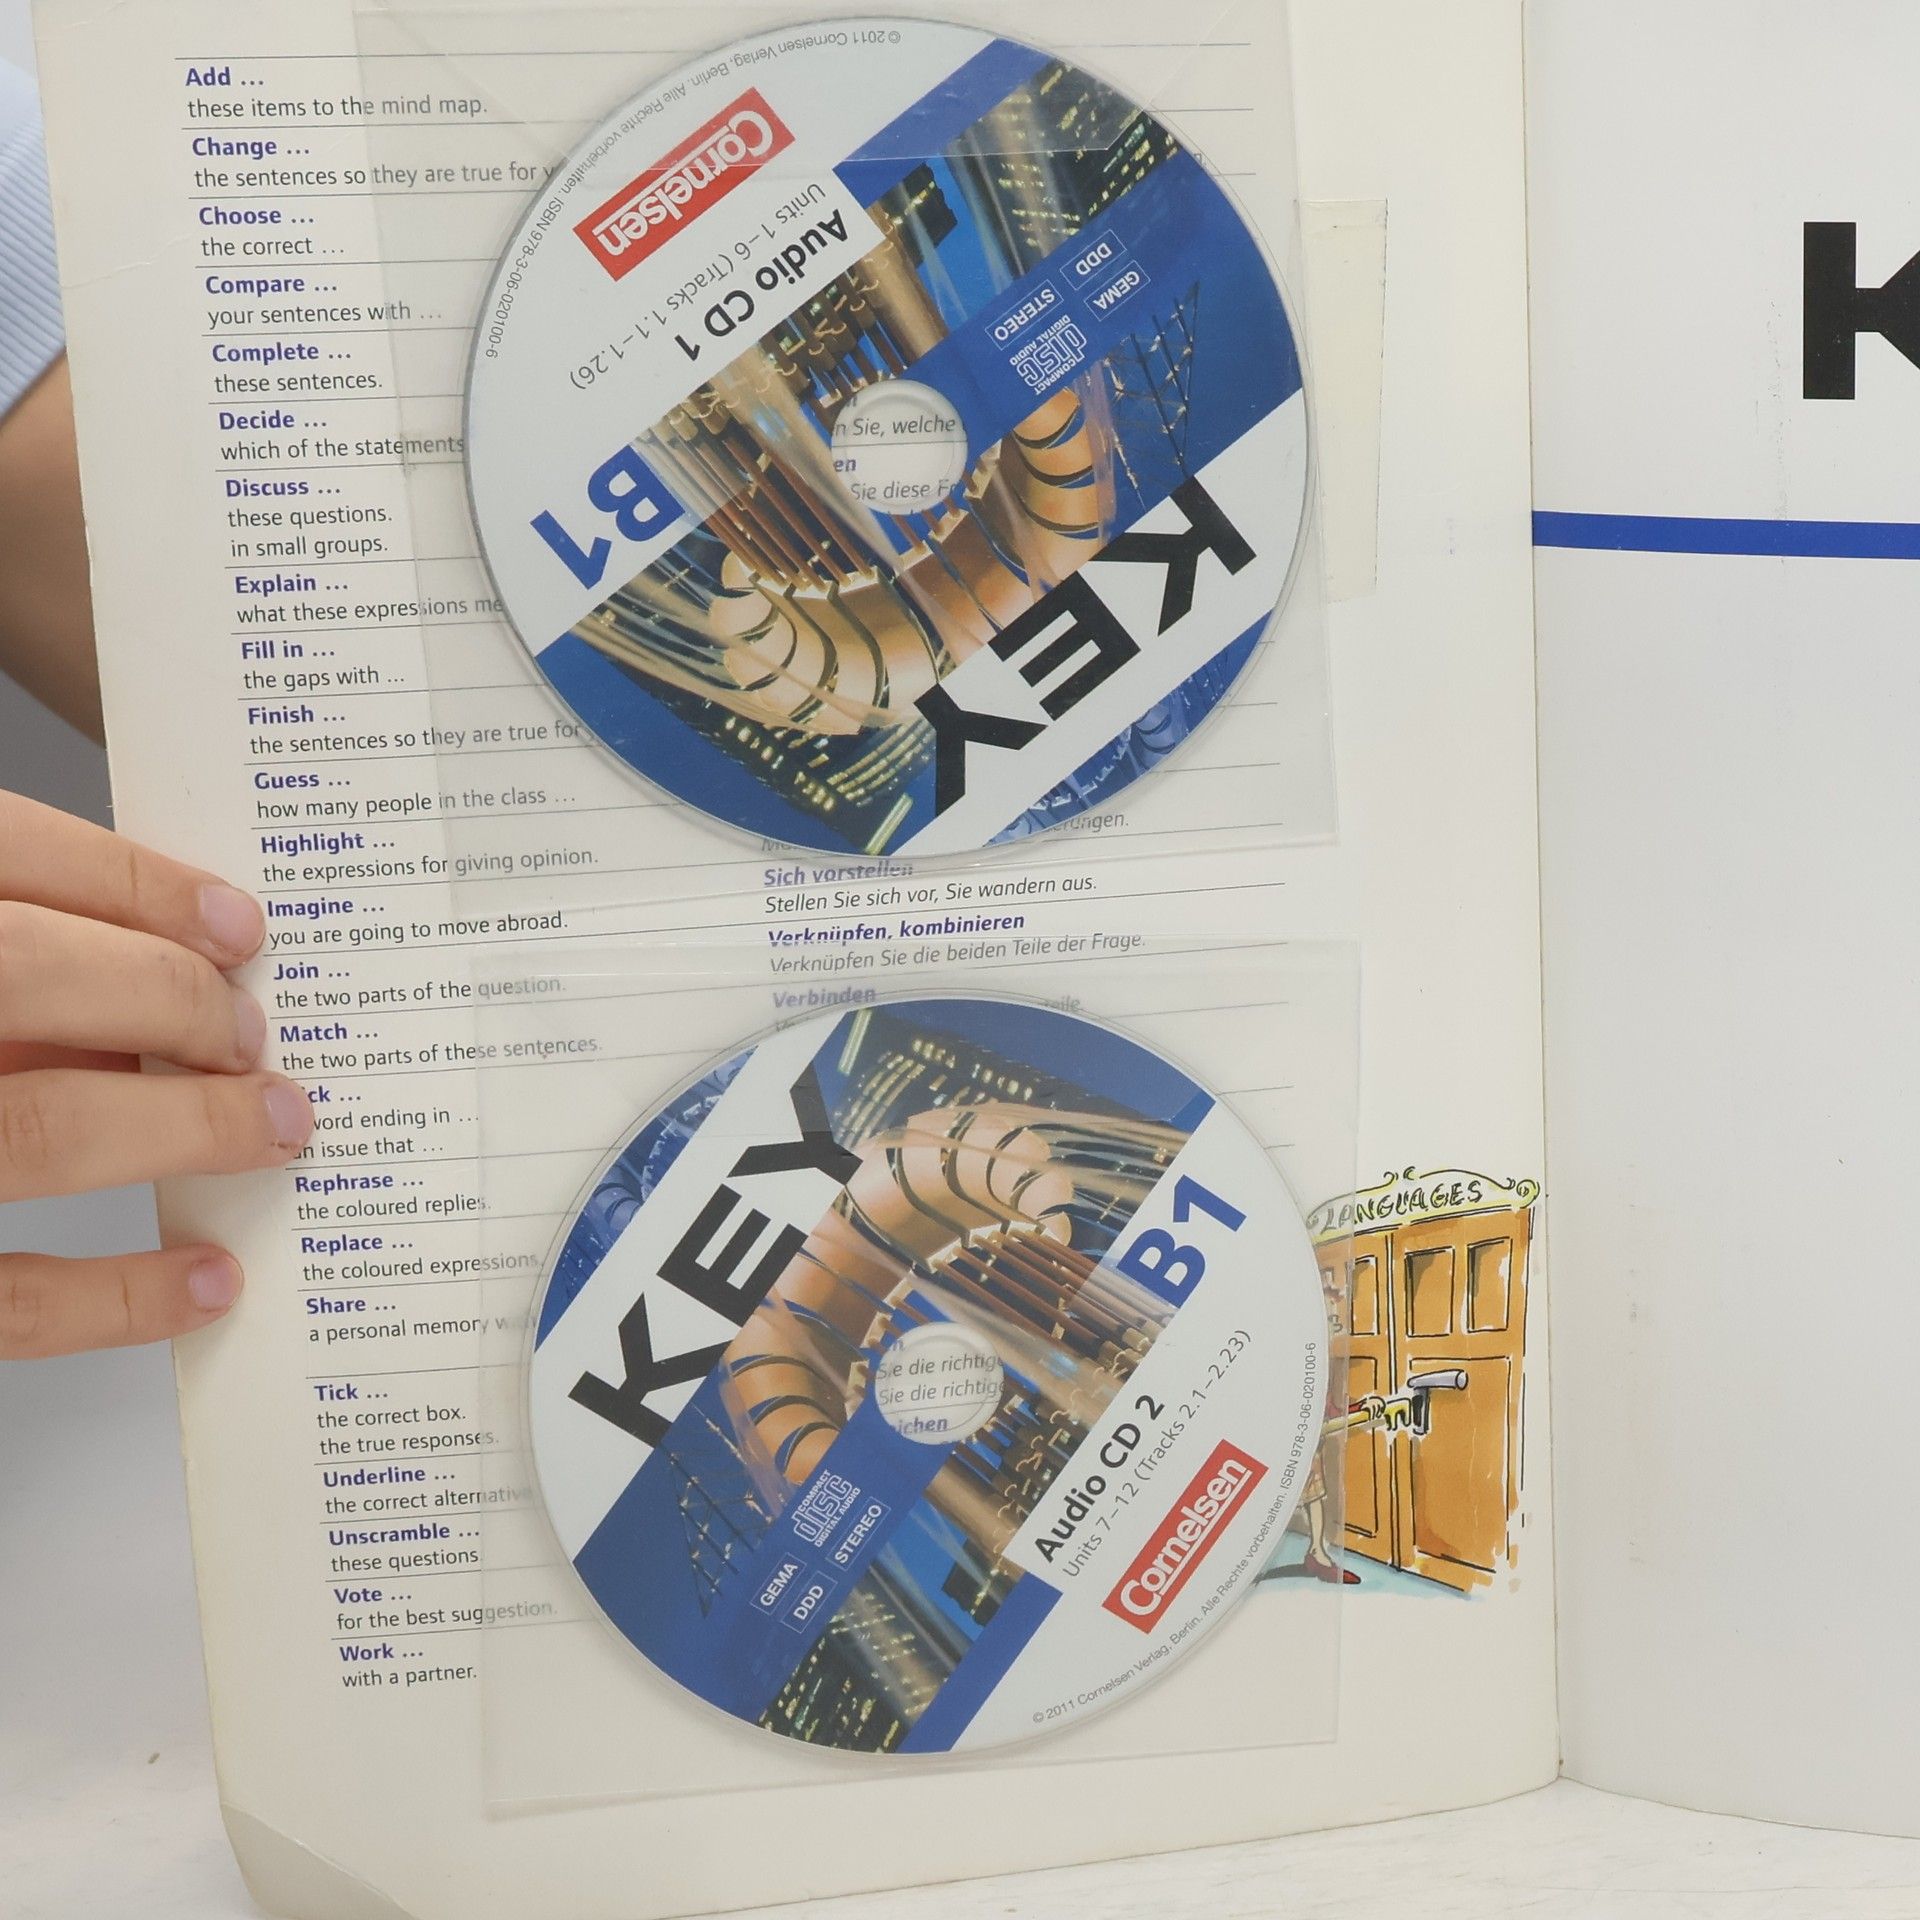 Add ...
these items to the mind map.
Change ...
the sentences so they are true for
Choose ...
the correct ...
Compare ...
your sentences with ...
Complete ...
these sentences.
Decide ...
which of the statements
Discuss ...
these questions.
in small groups.
Explain ...
what these expressions
Fill in ...
the gaps with ...
Finish ...
the sentences so they are true for
Guess ...
how many people in the class ...
Highlight ...
the expressions for giving opinion.
Imagine ...
you are going to move abroad.
Join ...
the two parts of the question.
Match ...
the two parts of these sentences.
word ending in ...
issue that ...
Rephrase ...
the coloured replies.
Replace ...
the coloured expressions.
Share ...
a personal memory
Tick ...
the correct box.
the true responses.
Underline ...
the correct
Unscramble ...
these questions.
Vote ...
for the best suggestion.
Work ...
with a partner.
© 2011 Cornelsen Verlag, Berlin. Alle Rechte vorbehalten. ISBN 978-3-06-020100-6
Cornelsen
Audio CD 1
Units 1–6 (Tracks 1.1–1.26)
B1
KEY
GEMA
DDD
STEREO
COMPACT
disc
DIGITAL AUDIO
Sie, welche
Sie diese
Sich vorstellen
Stellen Sie sich vor, Sie wandern aus.
Verknüpfen, kombinieren
Verknüpfen Sie die beiden Teile der Frage.
Verbinden
KEY
B1
Sie die
Sie die
Audio CD 2
Units 7–12 (Tracks 2.1–2.23)
Cornelsen
COMPACT
disc
DIGITAL AUDIO
GEMA
STEREO
DDD
© 2011 Cornelsen Verlag, Berlin. Alle Rechte vorbehalten. ISBN 978-3-06-020100-6
LANGUAGES
K